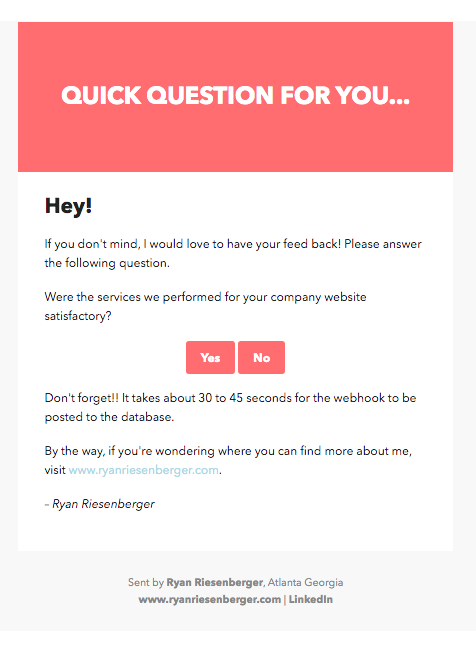 QUICK QUESTION FOR YOU...
Hey!
If you don't mind, I would love to have your feed back! Please answer
the following question.
Were the services we performed for your company website
satisfactory?
Yes No
Don't forget!! It takes about 30 to 45 seconds for the webhook to be
posted to the database.
By the way, if you're wondering where you can find more about me,
visit www.ryanriesenberger.com.
– Ryan Riesenberger
Sent by Ryan Riesenberger, Atlanta Georgia
www.ryanriesenberger.com | LinkedIn